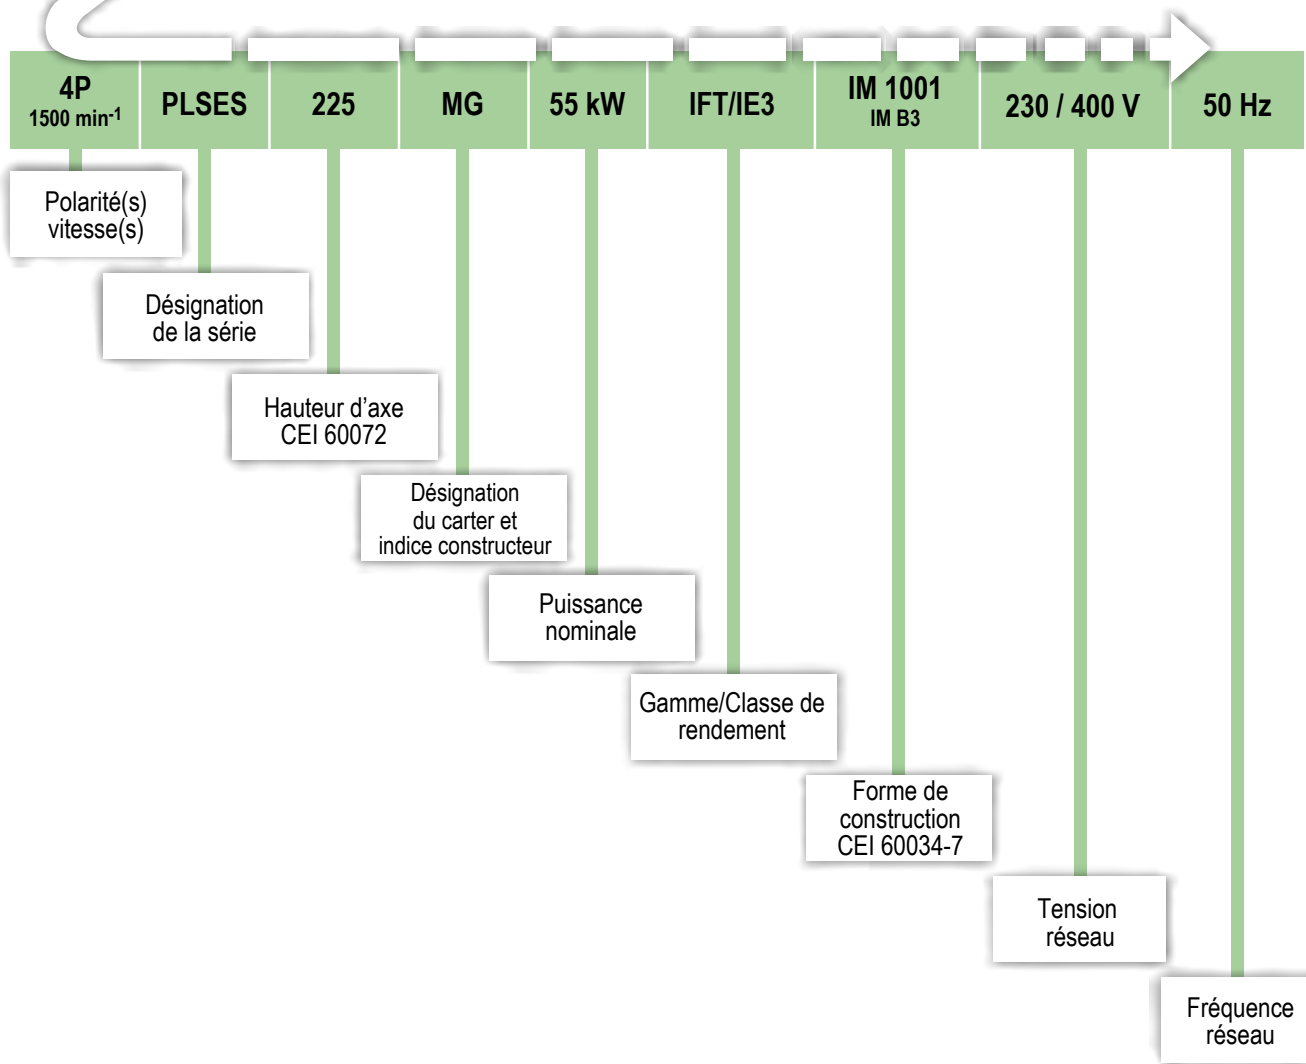 4P
1500 min-1
PLSES
225
MG
55 kW
IFT/IE3
IM 1001
IM B3
230 / 400 V
50 Hz
Polarité(s)
vitesse(s)
Désignation
de la série
Hauteur d’axe
CEI 60072
Désignation
du carter et
indice constructeur
Puissance
nominale
Gamme/Classe de
rendement
Forme de
construction
CEI 60034-7
Tension
réseau
Fréquence
réseau